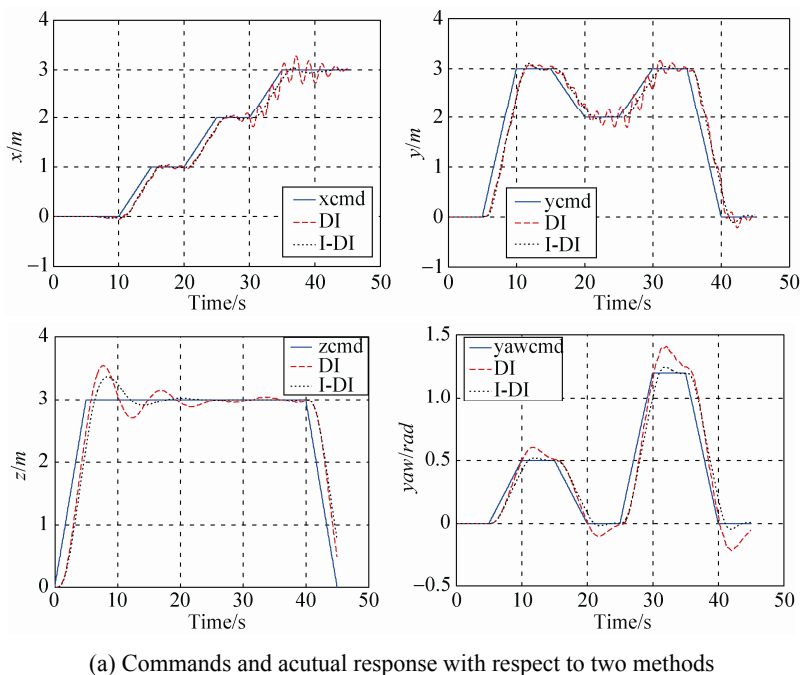 4
3
2
1
0
−1
x/m
xcmd
DI
I-DI
0 10 20 30 40 50
Time/s
4
3
2
1
0
−1
y/m
ycmd
DI
I-DI
0 10 20 30 40 50
Time/s
4
3
2
1
0
z/m
zcmd
DI
I-DI
0 10 20 30 40 50
Time/s
1.5
1.0
0.5
0
−0.5
yaw/rad
yawcmd
DI
I-DI
0 10 20 30 40 50
Time/s
(a) Commands and acutual response with respect to two methods